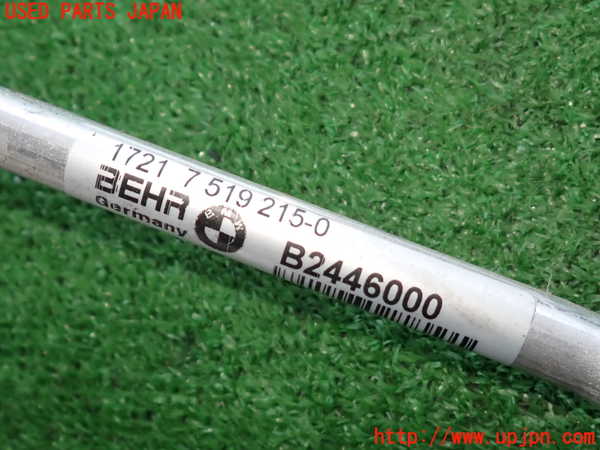 USED PARTS JAPAN
1721 7 519 215-0
BEHR
Germany
B2446000
http://www.upjpn.com